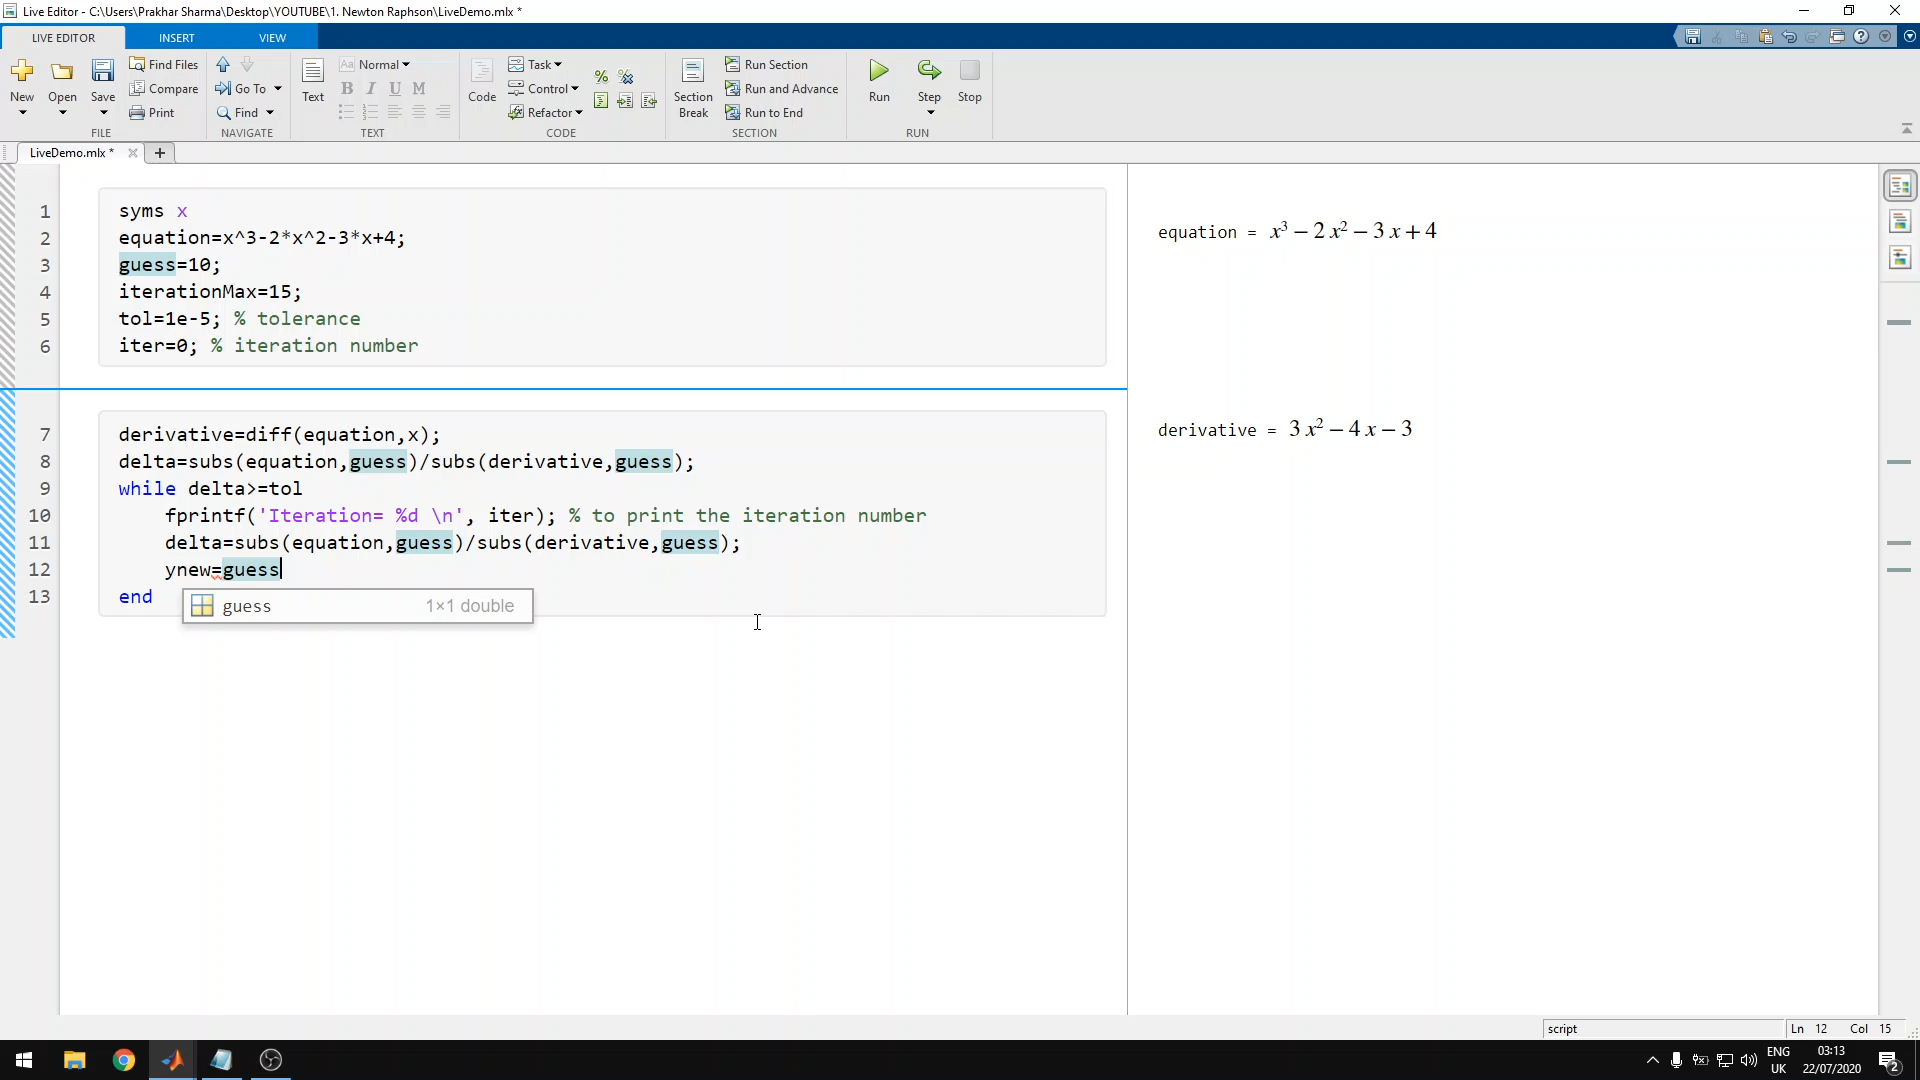 Live Editor - C:\Users\Prakhar Sharma\Desktop\YOUTUBE\1. Newton Raphson\LiveDemo.mlx *
LIVE EDITOR INSERT VIEW
New Open Save Find Files Compare Print
Go To Find
Text Normal B I U M
Code Task Control Refactor
Section Break Run Section Run and Advance Run to End
Run Step Stop
FILE NAVIGATE TEXT CODE SECTION RUN
LiveDemo.mlx * × +
1 syms x
2 equation=x^3-2*x^2-3*x+4;
3 guess=10;
4 iterationMax=15;
5 tol=1e-5; % tolerance
6 iter=0; % iteration number
7 derivative=diff(equation,x);
8 delta=subs(equation,guess)/subs(derivative,guess);
9 while delta>=tol
10 fprintf('Iteration= %d \n', iter); % to print the iteration number
11 delta=subs(equation,guess)/subs(derivative,guess);
12 ynew=guess
13 end
guess 1×1 double
equation = x³ − 2 x² − 3 x + 4
derivative = 3 x² − 4 x − 3
script Ln 12 Col 15
ENG UK 03:13 22/07/2020 2